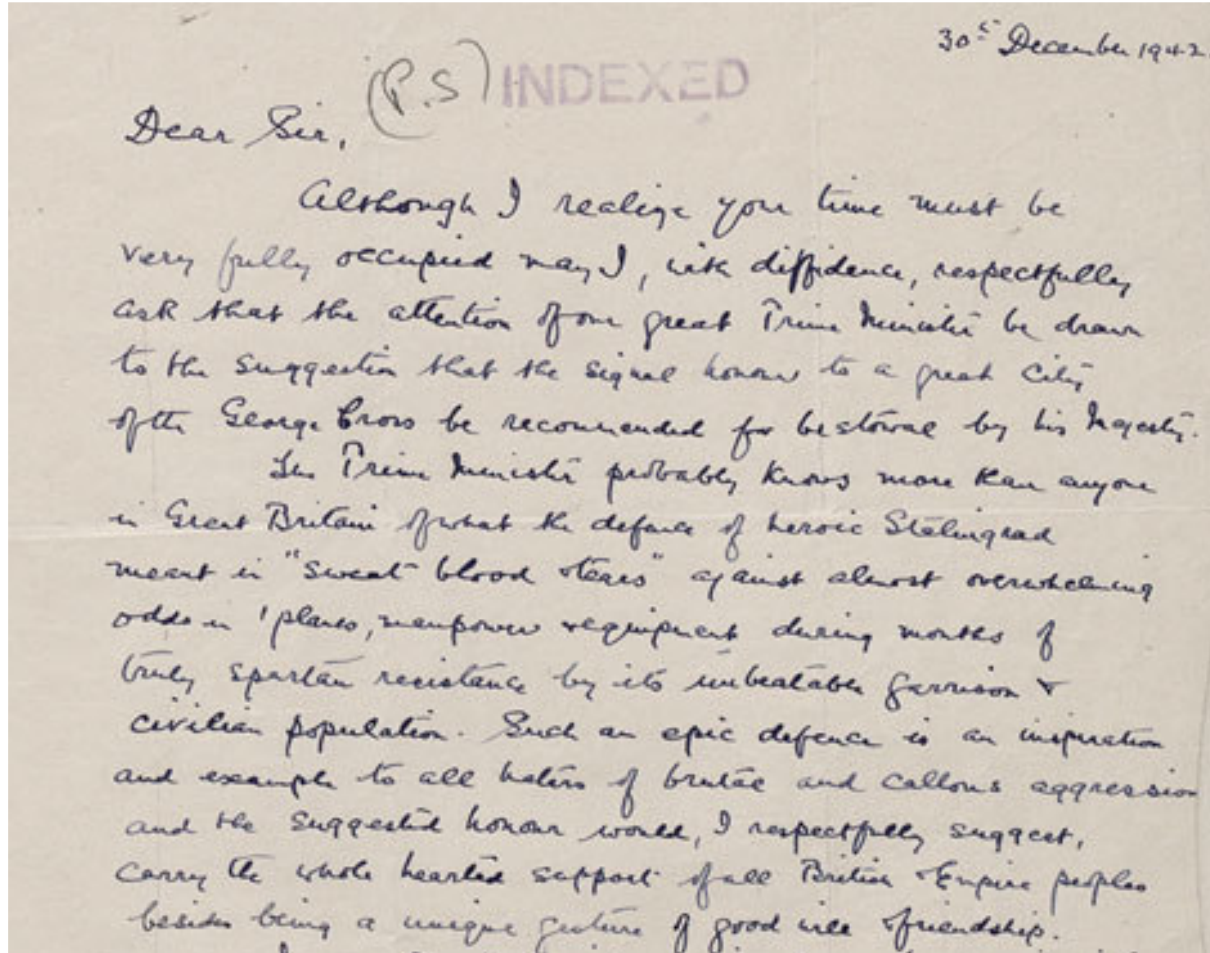 30th December 1942
(P.S) INDEXED
Dear Sir,
Although I realize your time must be
very fully occupied may I, with diffidence, respectfully
ask that the attention of our great Prime Minister be drawn
to the suggestion that the signal honour to a great City
of the George Cross be recommended for bestowal by his Majesty.
The Prime Minister probably knows more than anyone
in Great Britain of what the defence of heroic Stalingrad
meant in "sweat blood & tears" against almost overwhelming
odds in 'planes, manpower & equipment during months of
truly spartan resistance by its unbeatable garrison &
civilian population. Such an epic defence is an inspiration
and example to all haters of brutal and callous aggression
and the suggested honour would, I respectfully suggest,
carry the whole hearted support of all British & Empire peoples
besides being a unique gesture of good will & friendship.